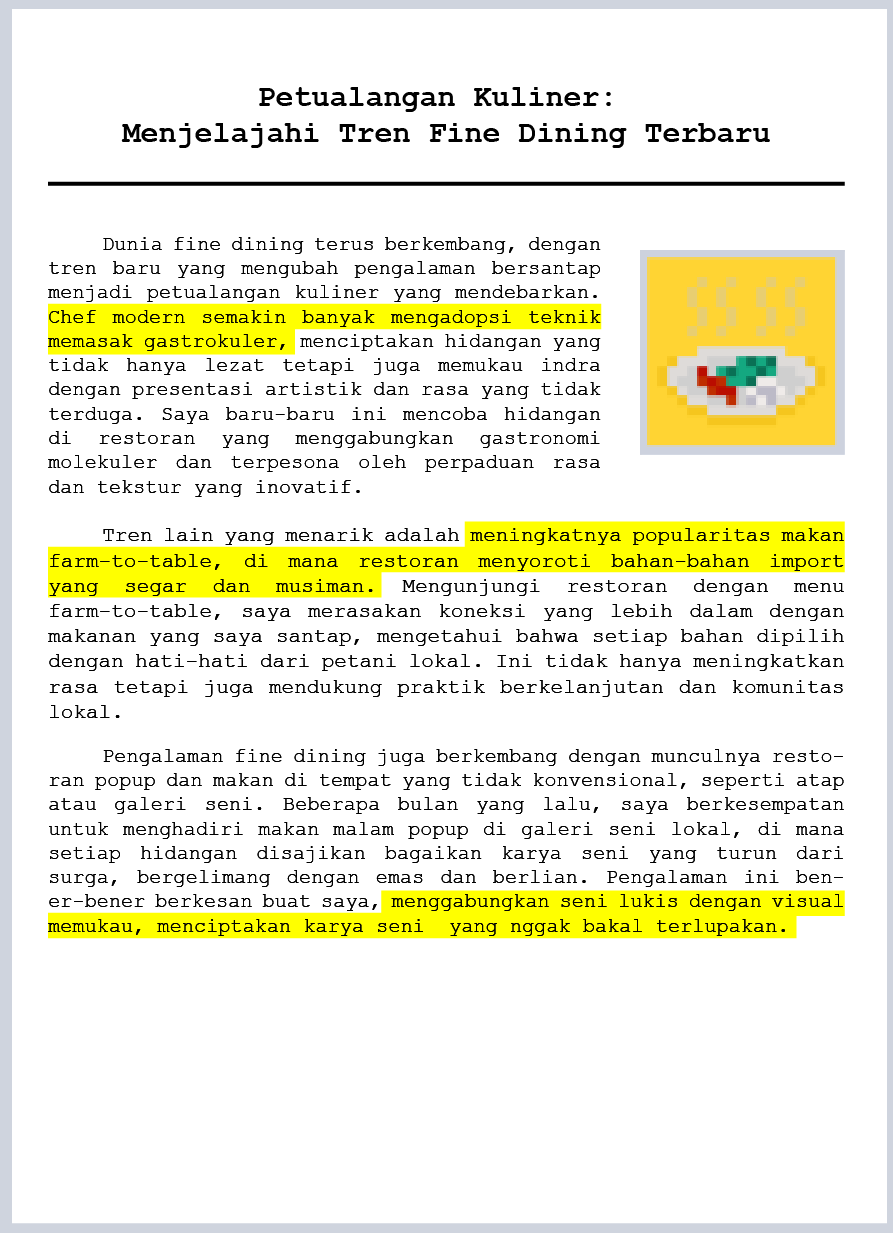 Petualangan Kuliner:
Menjelajahi Tren Fine Dining Terbaru
Dunia fine dining terus berkembang, dengan
tren baru yang mengubah pengalaman bersantap
menjadi petualangan kuliner yang mendebarkan.
Chef modern semakin banyak mengadopsi teknik
memasak gastrokuler, menciptakan hidangan yang
tidak hanya lezat tetapi juga memukau indra
dengan presentasi artistik dan rasa yang tidak
terduga. Saya baru-baru ini mencoba hidangan
di restoran yang menggabungkan gastronomi
molekuler dan terpesona oleh perpaduan rasa
dan tekstur yang inovatif.
Tren lain yang menarik adalah meningkatnya popularitas makan
farm-to-table, di mana restoran menyoroti bahan-bahan import
yang segar dan musiman. Mengunjungi restoran dengan menu
farm-to-table, saya merasakan koneksi yang lebih dalam dengan
makanan yang saya santap, mengetahui bahwa setiap bahan dipilih
dengan hati-hati dari petani lokal. Ini tidak hanya meningkatkan
rasa tetapi juga mendukung praktik berkelanjutan dan komunitas
lokal.
Pengalaman fine dining juga berkembang dengan munculnya resto-
ran popup dan makan di tempat yang tidak konvensional, seperti atap
atau galeri seni. Beberapa bulan yang lalu, saya berkesempatan
untuk menghadiri makan malam popup di galeri seni lokal, di mana
setiap hidangan disajikan bagaikan karya seni yang turun dari
surga, bergelimang dengan emas dan berlian. Pengalaman ini ben-
er-bener berkesan buat saya, menggabungkan seni lukis dengan visual
memukau, menciptakan karya seni  yang nggak bakal terlupakan.